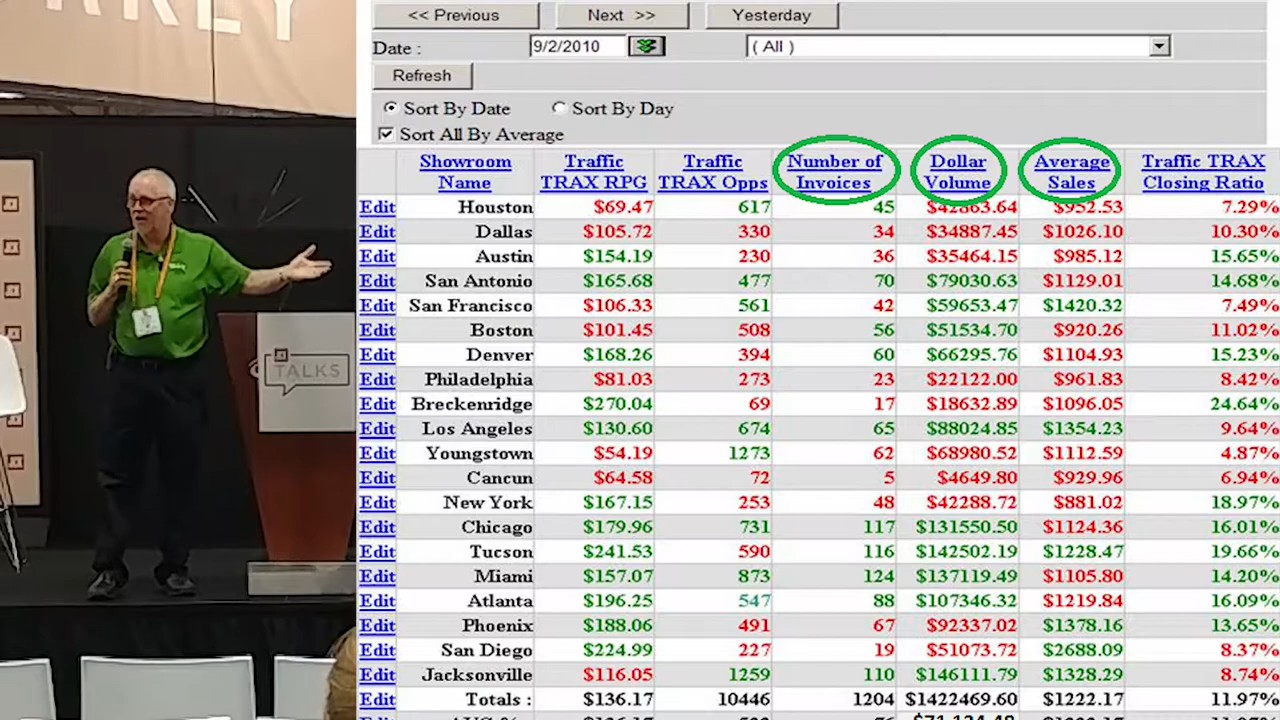 << Previous Next >> Yesterday
Date : 9/2/2010 ( All )
Refresh
Sort By Date Sort By Day
Sort All By Average
Showroom Name Traffic TRAX RPG Traffic TRAX Opps Number of Invoices Dollar Volume Average Sales Traffic TRAX Closing Ratio
Edit Houston $69.47 617 45 $42863.64 $952.53 7.29%
Edit Dallas $105.72 330 34 $34887.45 $1026.10 10.30%
Edit Austin $154.19 230 36 $35464.15 $985.12 15.65%
Edit San Antonio $165.68 477 70 $79030.63 $1129.01 14.68%
Edit San Francisco $106.33 561 42 $59653.47 $1420.32 7.49%
Edit Boston $101.45 508 56 $51534.70 $920.26 11.02%
Edit Denver $168.26 394 60 $66295.76 $1104.93 15.23%
Edit Philadelphia $81.03 273 23 $22122.00 $961.83 8.42%
Edit Breckenridge $270.04 69 17 $18632.89 $1096.05 24.64%
Edit Los Angeles $130.60 674 65 $88024.85 $1354.23 9.64%
Edit Youngstown $54.19 1273 62 $68980.52 $1112.59 4.87%
Edit Cancun $64.58 72 5 $4649.80 $929.96 6.94%
Edit New York $167.15 253 48 $42288.72 $881.02 18.97%
Edit Chicago $179.96 731 117 $131550.50 $1124.36 16.01%
Edit Tucson $241.53 590 116 $142502.19 $1228.47 19.66%
Edit Miami $157.07 873 124 $137119.49 $1105.80 14.20%
Edit Atlanta $196.25 547 88 $107346.32 $1219.84 16.09%
Edit Phoenix $188.06 491 67 $92337.02 $1378.16 13.65%
Edit San Diego $224.99 227 19 $51073.72 $2688.09 8.37%
Edit Jacksonville $116.05 1259 110 $146111.79 $1328.29 8.74%
Totals : $136.17 10446 1204 $1422469.60 $1222.17 11.97%
TALKS